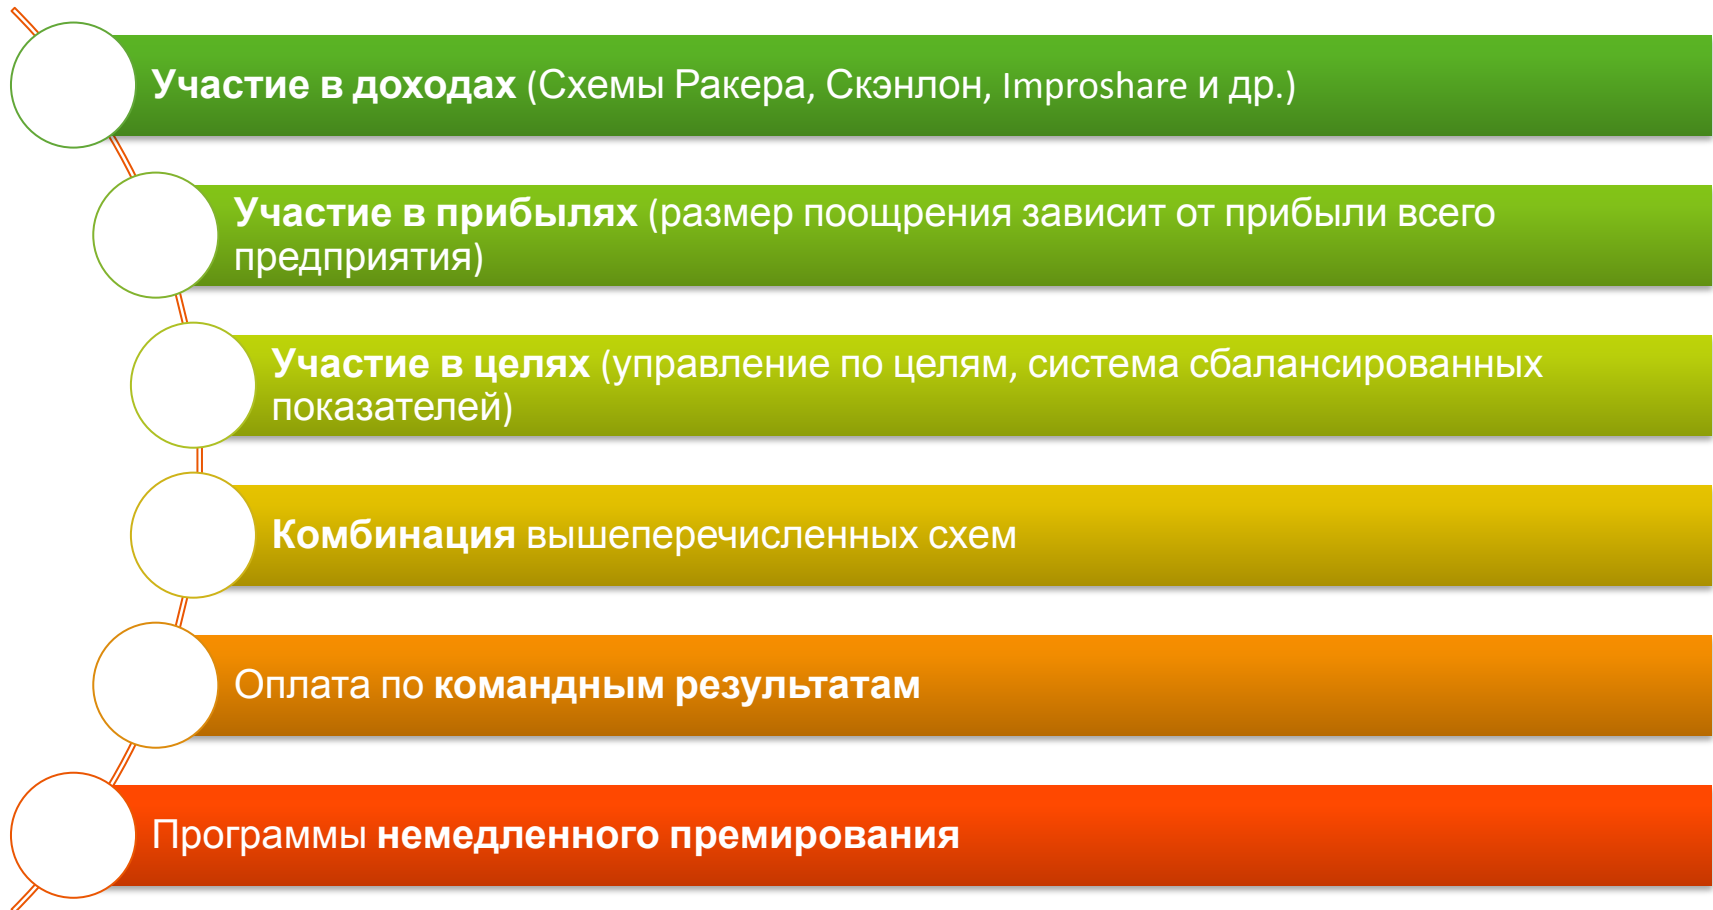 Участие в доходах (Схемы Ракера, Скэнлон, Improshare и др.)
Участие в прибылях (размер поощрения зависит от прибыли всего
предприятия)
Участие в целях (управление по целям, система сбалансированных
показателей)
Комбинация вышеперечисленных схем
Оплата по командным результатам
Программы немедленного премирования